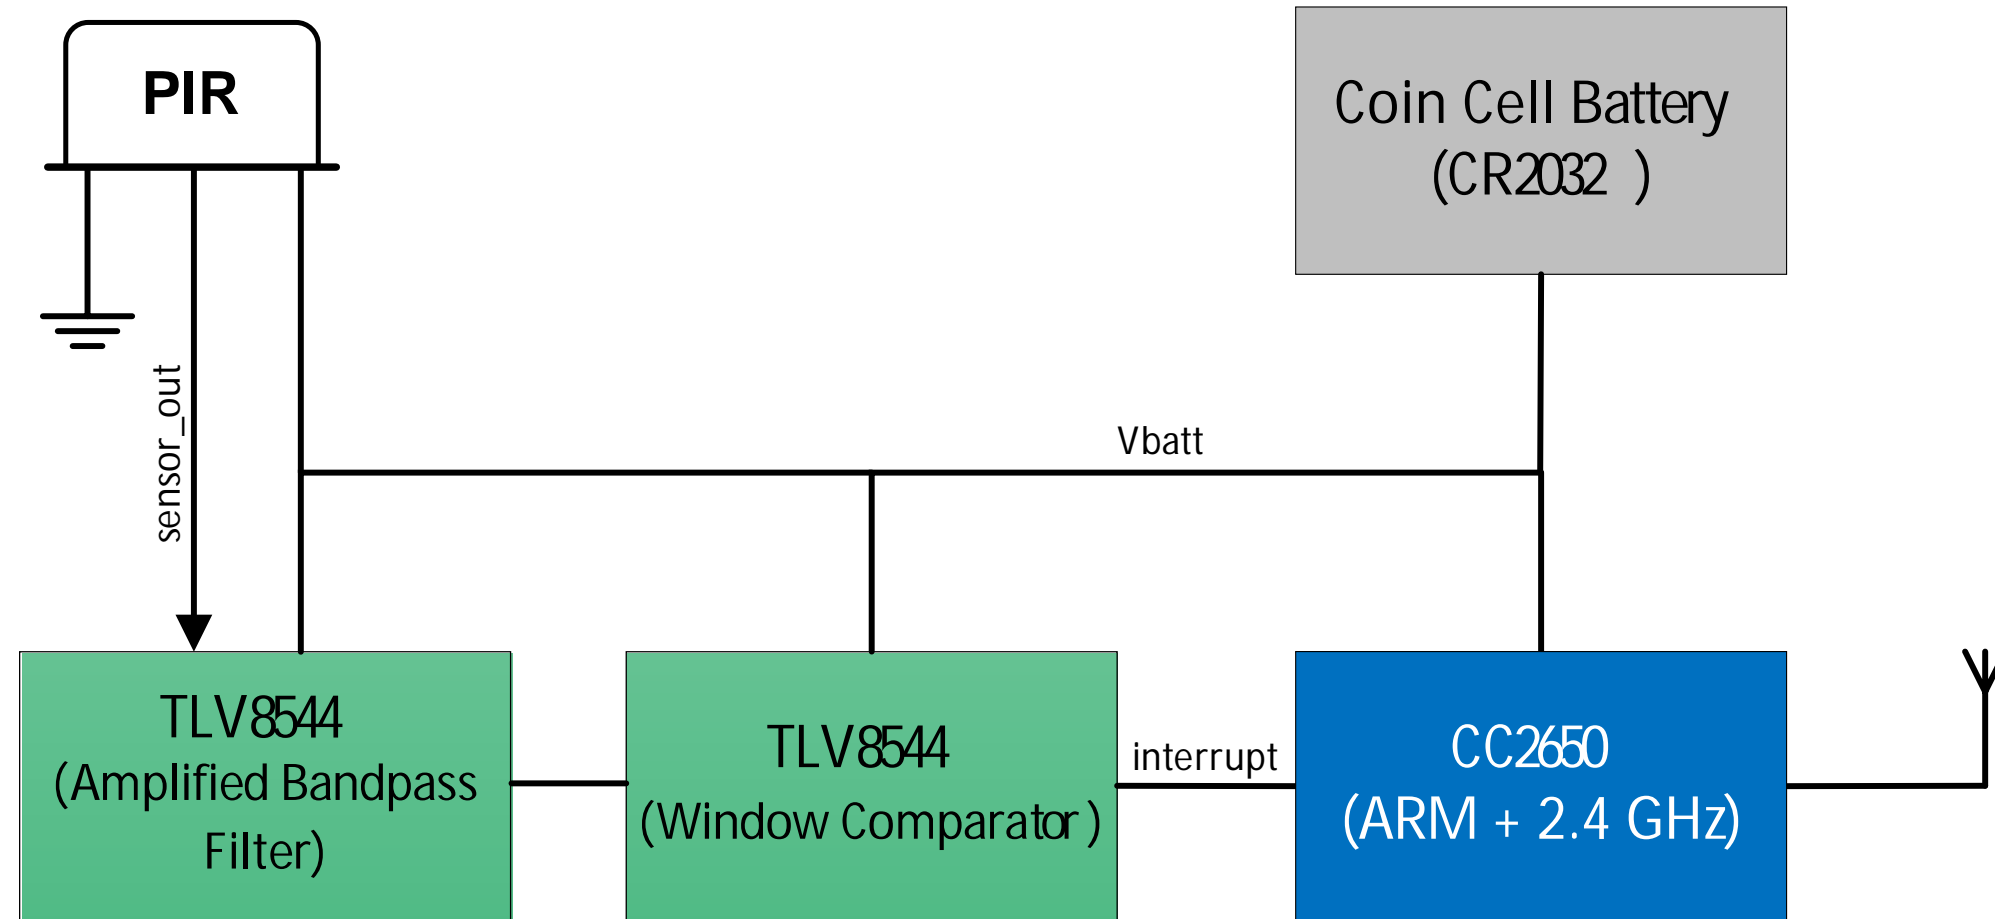 PIR
Coin Cell Battery
(CR2032 )
sensor_out
Vbatt
TLV8544
(Amplified Bandpass
Filter)
TLV8544
(Window Comparator)
interrupt
CC2650
(ARM + 2.4 GHz)